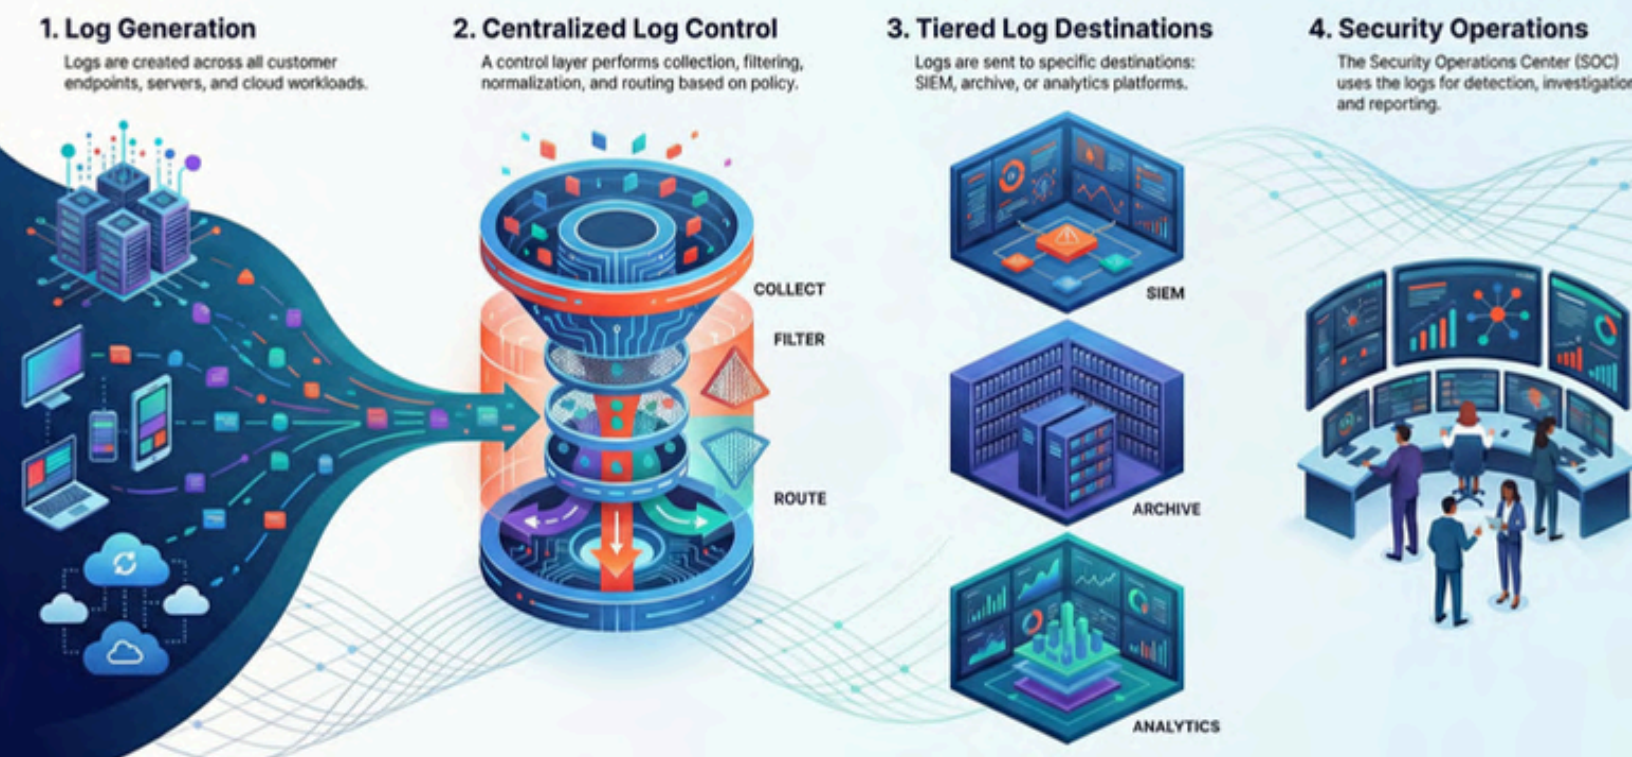 1. Log Generation
Logs are created across all customer
endpoints, servers, and cloud workloads.
2. Centralized Log Control
A control layer performs collection, filtering,
normalization, and routing based on policy.
COLLECT
FILTER
ROUTE
3. Tiered Log Destinations
Logs are sent to specific destinations:
SIEM, archive, or analytics platforms.
SIEM
ARCHIVE
ANALYTICS
4. Security Operations
The Security Operations Center (SOC)
uses the logs for detection, investigation
and reporting.